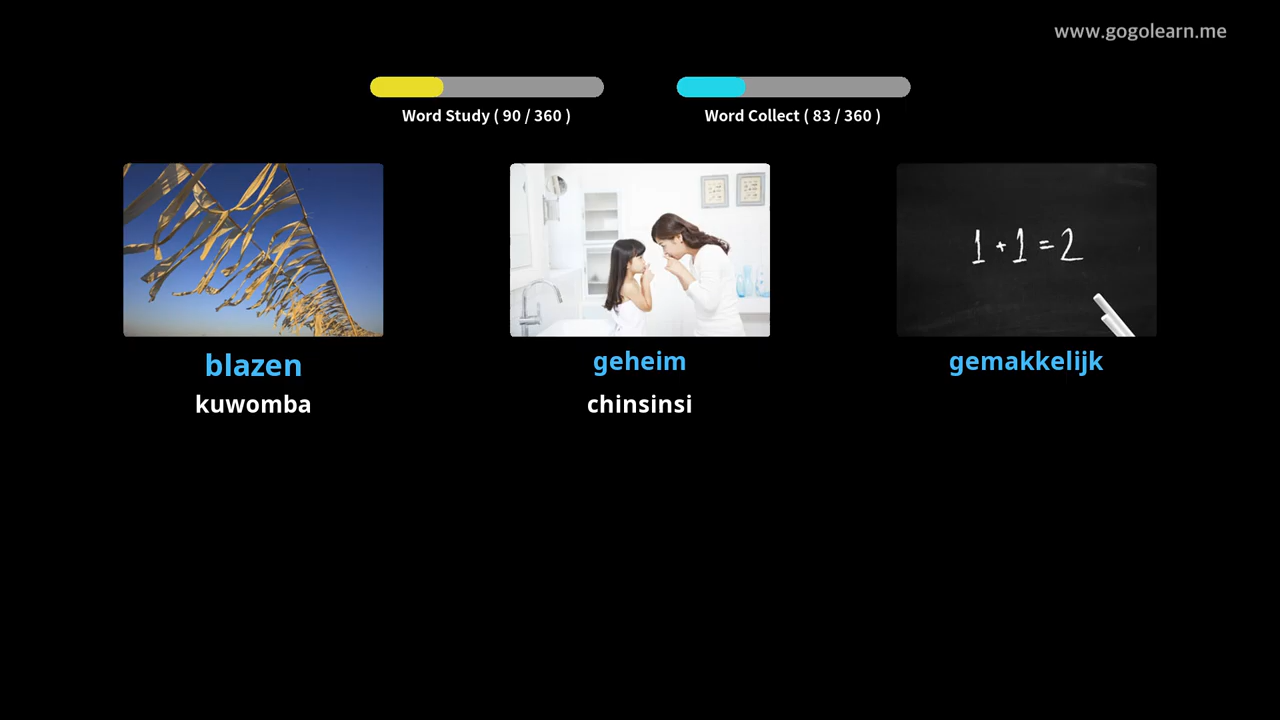 www.gogolearn.me
Word Study ( 90 / 360 )
Word Collect ( 83 / 360 )
1 + 1 = 2
blazen
geheim
gemakkelijk
kuwomba
chinsinsi